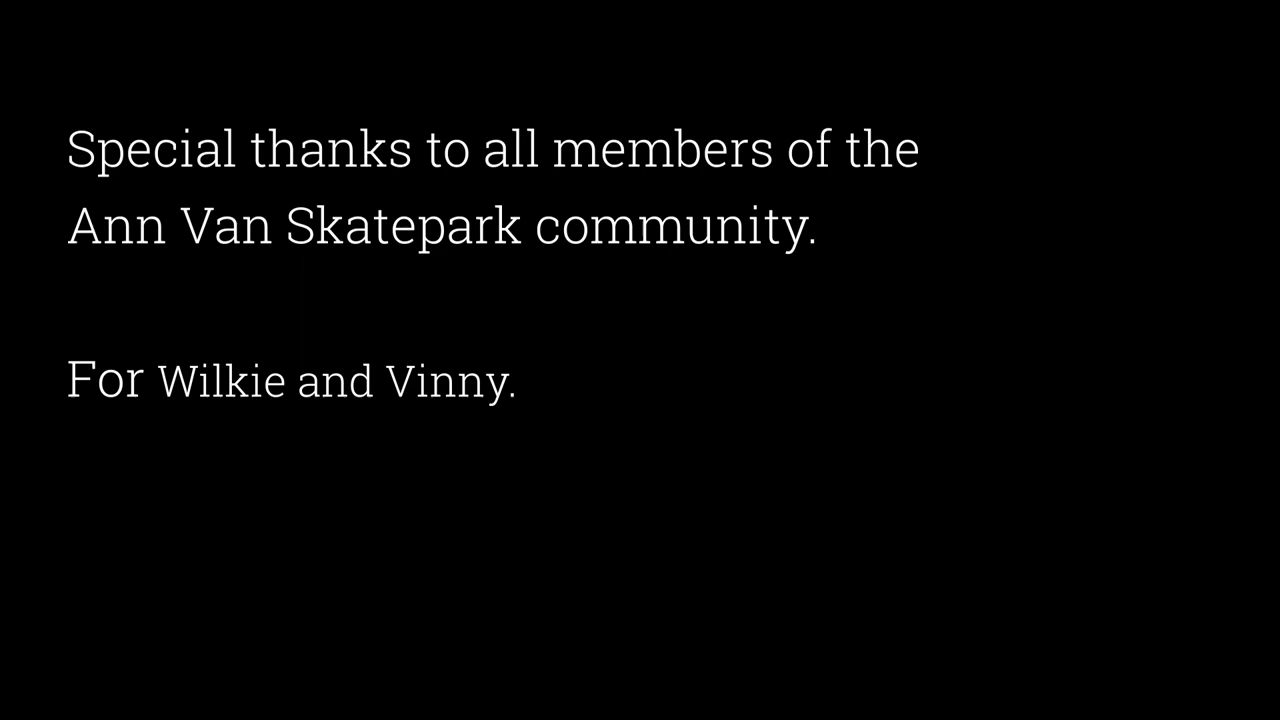 Special thanks to all members of the
Ann Van Skatepark community.
For Wilkie and Vinny.